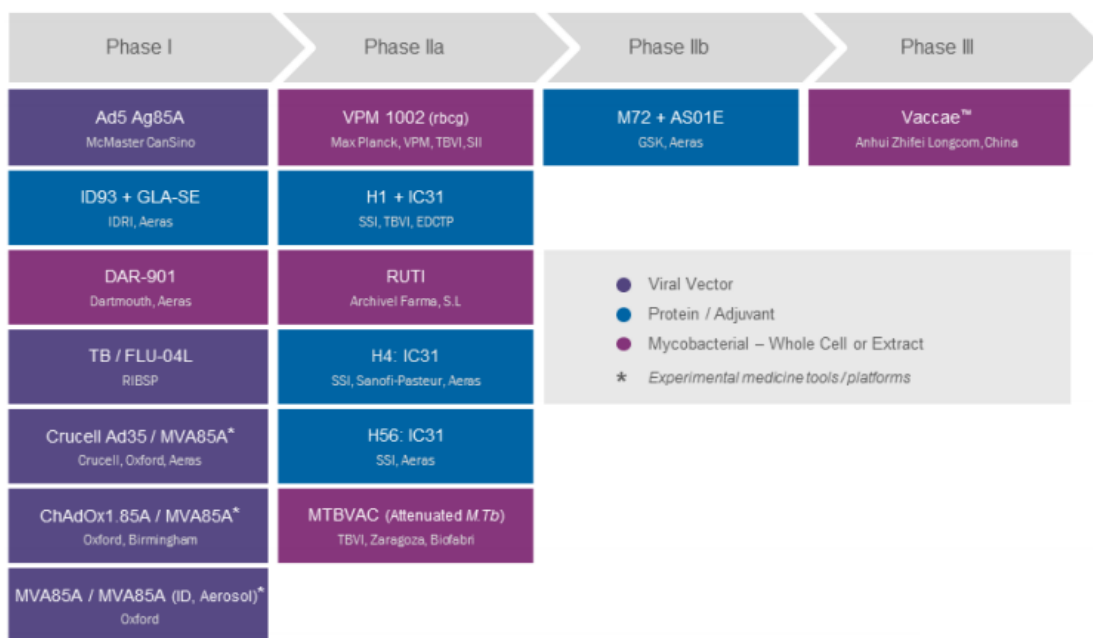 Phase I
Phase IIa
Phase IIb
Phase III
Ad5 Ag85A
McMaster CanSino
VPM 1002 (rbcg)
Max Planck, VPM, TBVI, SII
M72 + AS01E
GSK, Aeras
Vaccae™
Anhui Zhifei Longcom, China
ID93 + GLA-SE
IDRI, Aeras
H1 + IC31
SSI, TBVI, EDCTP
DAR-901
Dartmouth, Aeras
RUTI
Archivel Farma, S.L
TB / FLU-04L
RIBSP
H4: IC31
SSI, Sanofi-Pasteur, Aeras
Crucell Ad35 / MVA85A*
Crucell, Oxford, Aeras
H56: IC31
SSI, Aeras
ChAdOx1.85A / MVA85A*
Oxford, Birmingham
MTBVAC (Attenuated M.Tb)
TBVI, Zaragoza, Biofabri
MVA85A / MVA85A (ID, Aerosol)*
Oxford
Viral Vector
Protein / Adjuvant
Mycobacterial – Whole Cell or Extract
* Experimental medicine tools/platforms